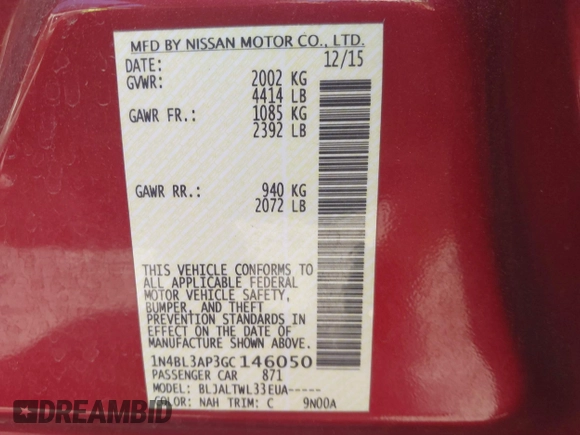 MFD BY NISSAN MOTOR CO., LTD.
DATE: 12/15
GVWR: 2002 KG
4414 LB
GAWR FR.: 1085 KG
2392 LB
GAWR RR.: 940 KG
2072 LB
THIS VEHICLE CONFORMS TO
ALL APPLICABLE FEDERAL
MOTOR VEHICLE SAFETY,
BUMPER, AND THEFT
PREVENTION STANDARDS IN
EFFECT ON THE DATE OF
MANUFACTURE SHOWN ABOVE.
1N4BL3AP3GC146050
PASSENGER CAR 871
MODEL: BLJALTWL33EUA-----
COLOR: NAH TRIM: C 9N00A
DREAMBID